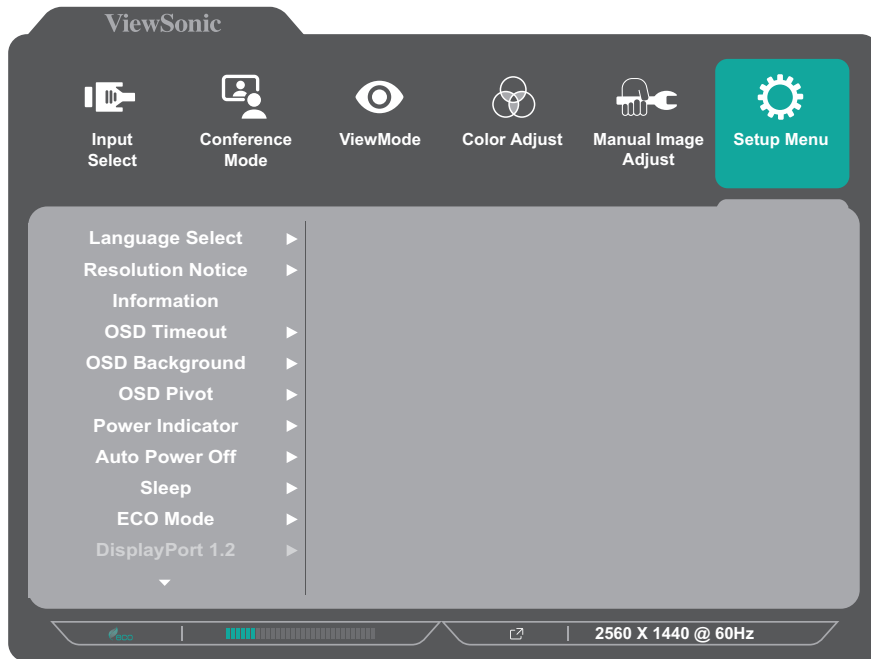 ViewSonic
Input
Select
Conference
Mode
ViewMode
Color Adjust
Manual Image
Adjust
Setup Menu
Language Select
Resolution Notice
Information
OSD Timeout
OSD Background
OSD Pivot
Power Indicator
Auto Power Off
Sleep
ECO Mode
DisplayPort 1.2
eco
2560 X 1440 @ 60Hz